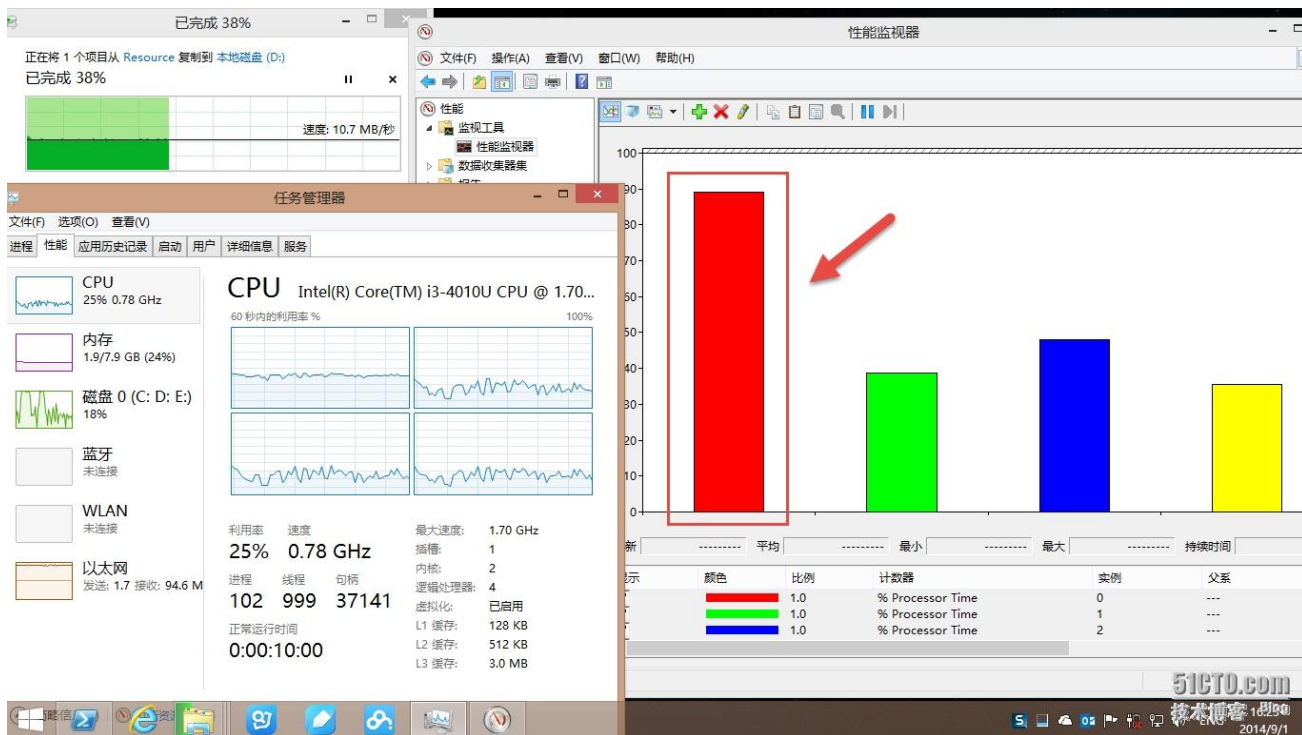 已完成 38%
正在将 1 个项目从 Resource 复制到 本地磁盘 (D:)
已完成 38%
速度: 10.7 MB/秒
性能监视器
文件(F) 操作(A) 查看(V) 窗口(W) 帮助(H)
性能
监视工具
性能监视器
数据收集器集
100
90
80
70
60
50
40
30
20
10
0
任务管理器
文件(F) 选项(O) 查看(V)
进程 性能 应用历史记录 启动 用户 详细信息 服务
CPU
25% 0.78 GHz
内存
1.9/7.9 GB (24%)
磁盘 0 (C: D: E:)
18%
蓝牙
未连接
WLAN
未连接
以太网
发送: 1.7 接收: 94.6 M
CPU Intel(R) Core(TM) i3-4010U CPU @ 1.70...
60 秒内的利用率 % 100%
利用率 速度
25% 0.78 GHz
进程 线程 句柄
102 999 37141
正常运行时间
0:00:10:00
最大速度: 1.70 GHz
插槽: 1
内核: 2
逻辑处理器: 4
虚拟化: 已启用
L1 缓存: 128 KB
L2 缓存: 512 KB
L3 缓存: 3.0 MB
新 --------- 平均 --------- 最小 --------- 最大 --------- 持续时间
示 颜色 比例 计数器 实例 父系
1.0 % Processor Time 0 ---
1.0 % Processor Time 1 ---
1.0 % Processor Time 2 ---
51CTO.com
技术博客 Blog
ENG
2014/9/1